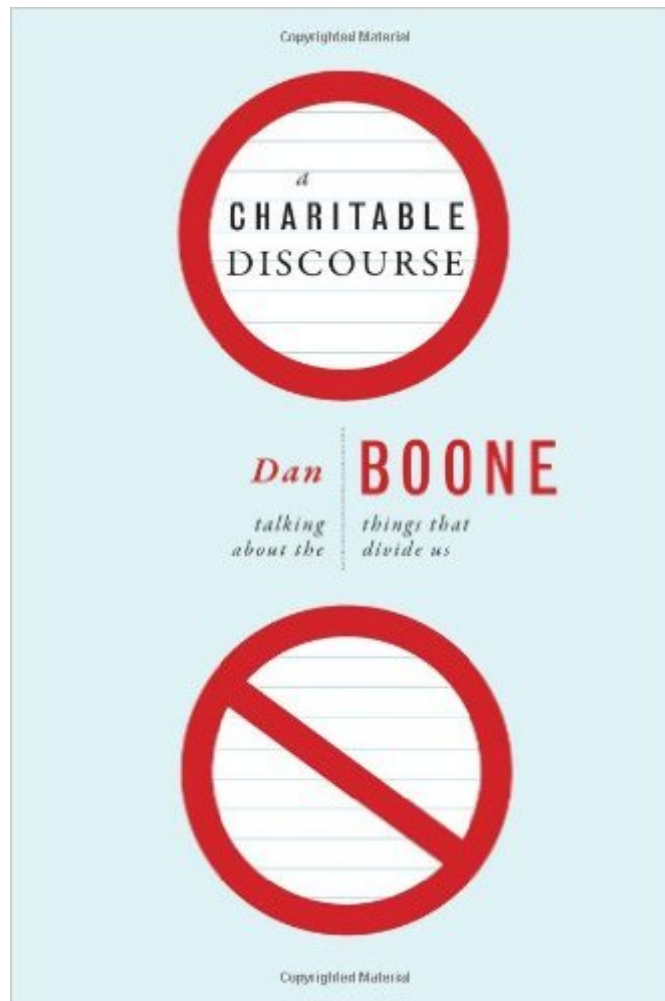 Copyrighted Material
a
CHARITABLE
DISCOURSE
Dan BOONE
talking about the
things that divide us
Copyrighted Material